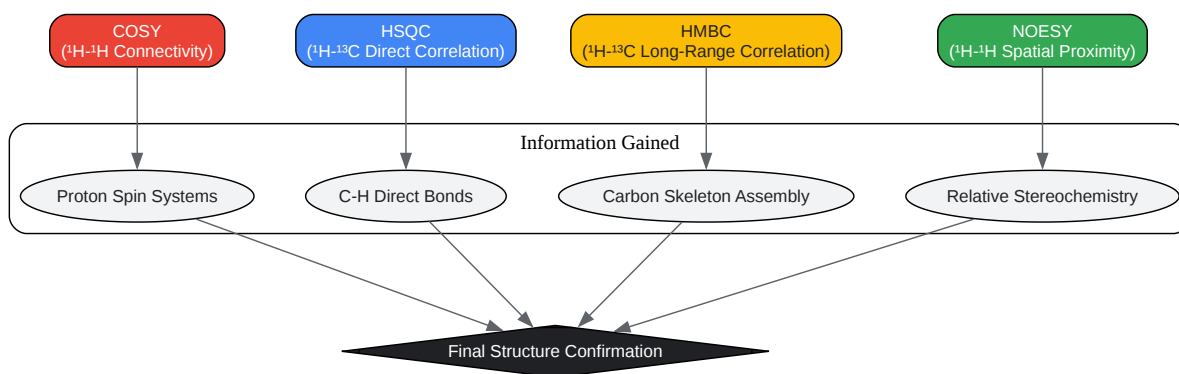 COSY
(¹H-¹H Connectivity)
HSQC
(¹H-¹³C Direct Correlation)
HMBC
(¹H-¹³C Long-Range Correlation)
NOESY
(¹H-¹H Spatial Proximity)
Information Gained
Proton Spin Systems
C-H Direct Bonds
Carbon Skeleton Assembly
Relative Stereochemistry
Final Structure Confirmation